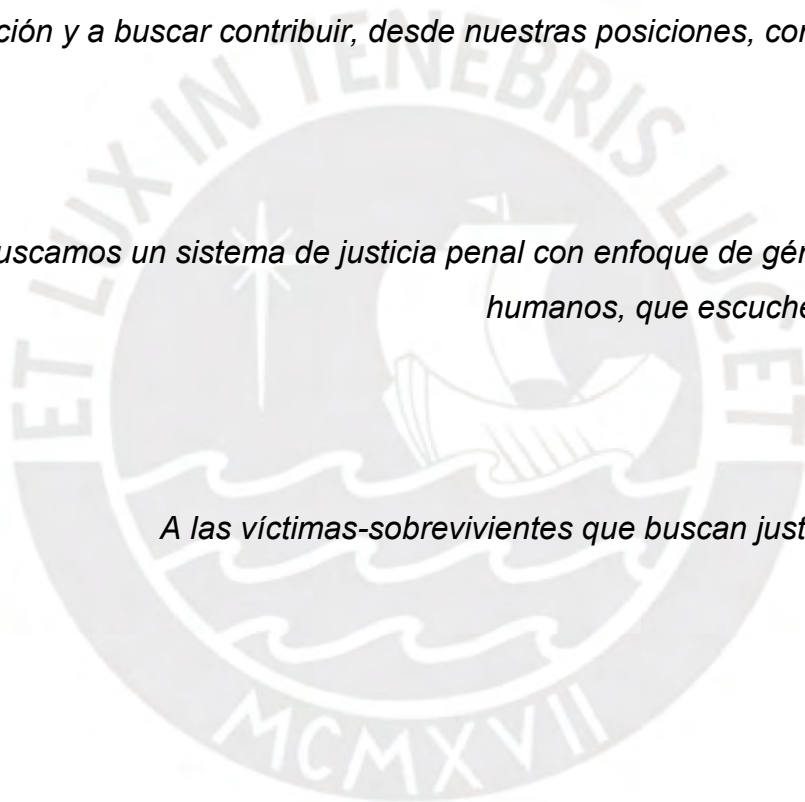 ción y a buscar contribuir, desde nuestras posiciones, con
uscamos un sistema de justicia penal con enfoque de gén
humanos, que escuche
A las víctimas-sobrevivientes que buscan just
ET LUX IN TENEBRIS LUCET
MCMXVII